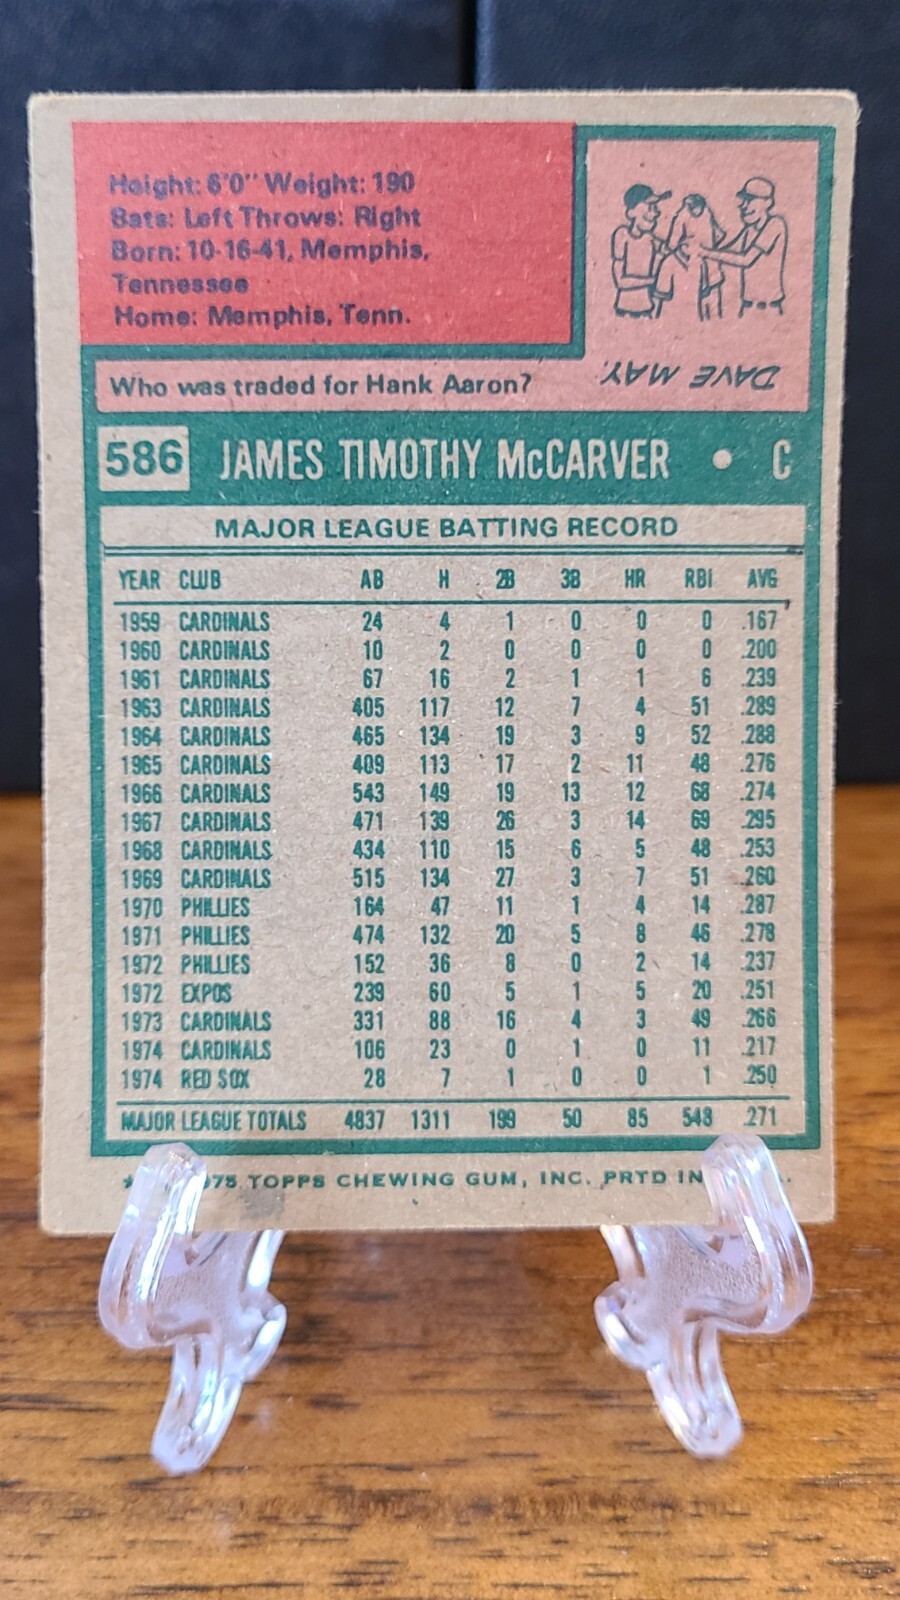 Height: 6'0" Weight: 190
Bats: Left Throws: Right
Born: 10-16-41, Memphis,
Tennessee
Home: Memphis, Tenn.
Who was traded for Hank Aaron?
DAVE MAY.
586 JAMES TIMOTHY McCARVER • C
MAJOR LEAGUE BATTING RECORD
YEAR CLUB AB H 2B 3B HR RBI AVG
1959 CARDINALS 24 4 1 0 0 0 .167
1960 CARDINALS 10 2 0 0 0 0 .200
1961 CARDINALS 67 16 2 1 1 6 .239
1963 CARDINALS 405 117 12 7 4 51 .289
1964 CARDINALS 465 134 19 3 9 52 .288
1965 CARDINALS 409 113 17 2 11 48 .276
1966 CARDINALS 543 149 19 13 12 68 .274
1967 CARDINALS 471 139 26 3 14 69 .295
1968 CARDINALS 434 110 15 6 5 48 .253
1969 CARDINALS 515 134 27 3 7 51 .260
1970 PHILLIES 164 47 11 1 4 14 .287
1971 PHILLIES 474 132 20 5 8 46 .278
1972 PHILLIES 152 36 8 0 2 14 .237
1972 EXPOS 239 60 5 1 5 20 .251
1973 CARDINALS 331 88 16 4 3 49 .266
1974 CARDINALS 106 23 0 1 0 11 .217
1974 RED SOX 28 7 1 0 0 1 .250
MAJOR LEAGUE TOTALS 4837 1311 199 50 85 548 .271
TOPPS CHEWING GUM, INC. PRTD IN